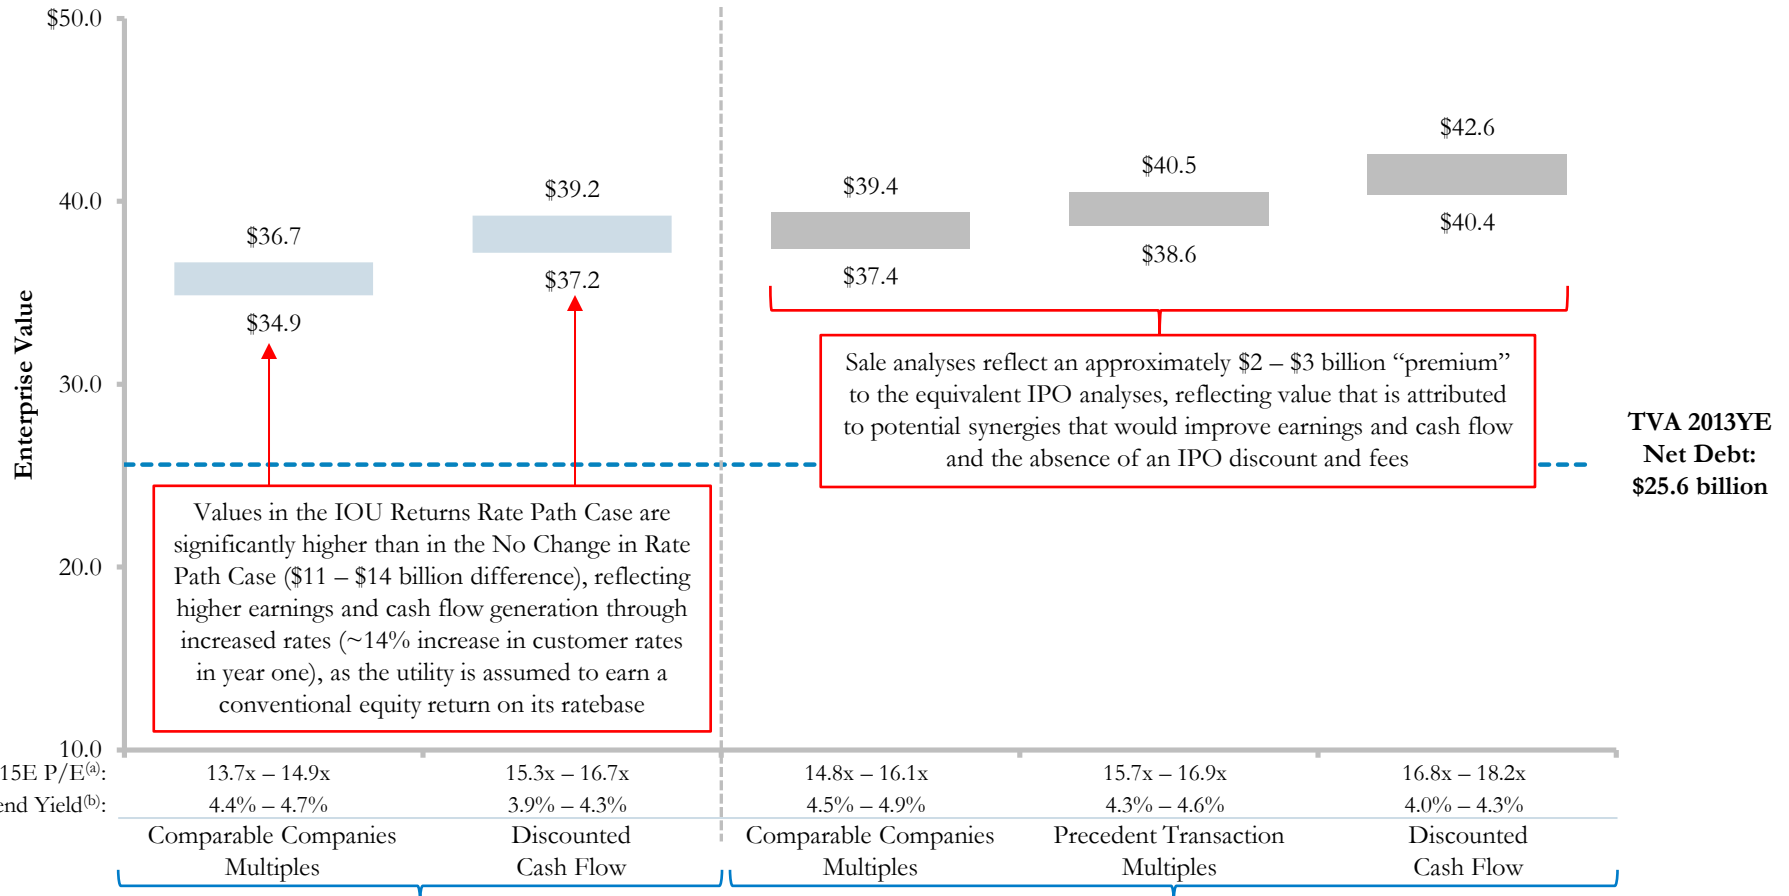 $50.0
40.0
30.0
20.0
10.0
Enterprise Value
$36.7
$34.9
$39.2
$37.2
$39.4
$37.4
$40.5
$38.6
$42.6
$40.4
Sale analyses reflect an approximately $2 – $3 billion “premium”
to the equivalent IPO analyses, reflecting value that is attributed
to potential synergies that would improve earnings and cash flow
and the absence of an IPO discount and fees
TVA 2013YE
Net Debt:
$25.6 billion
Values in the IOU Returns Rate Path Case are
significantly higher than in the No Change in Rate
Path Case ($11 – $14 billion difference), reflecting
higher earnings and cash flow generation through
increased rates (~14% increase in customer rates
in year one), as the utility is assumed to earn a
conventional equity return on its ratebase
15E P/E(a): 13.7x – 14.9x 15.3x – 16.7x 14.8x – 16.1x 15.7x – 16.9x 16.8x – 18.2x
end Yield(b): 4.4% – 4.7% 3.9% – 4.3% 4.5% – 4.9% 4.3% – 4.6% 4.0% – 4.3%
Comparable Companies Discounted Comparable Companies Precedent Transaction Discounted
Multiples Cash Flow Multiples Multiples Cash Flow